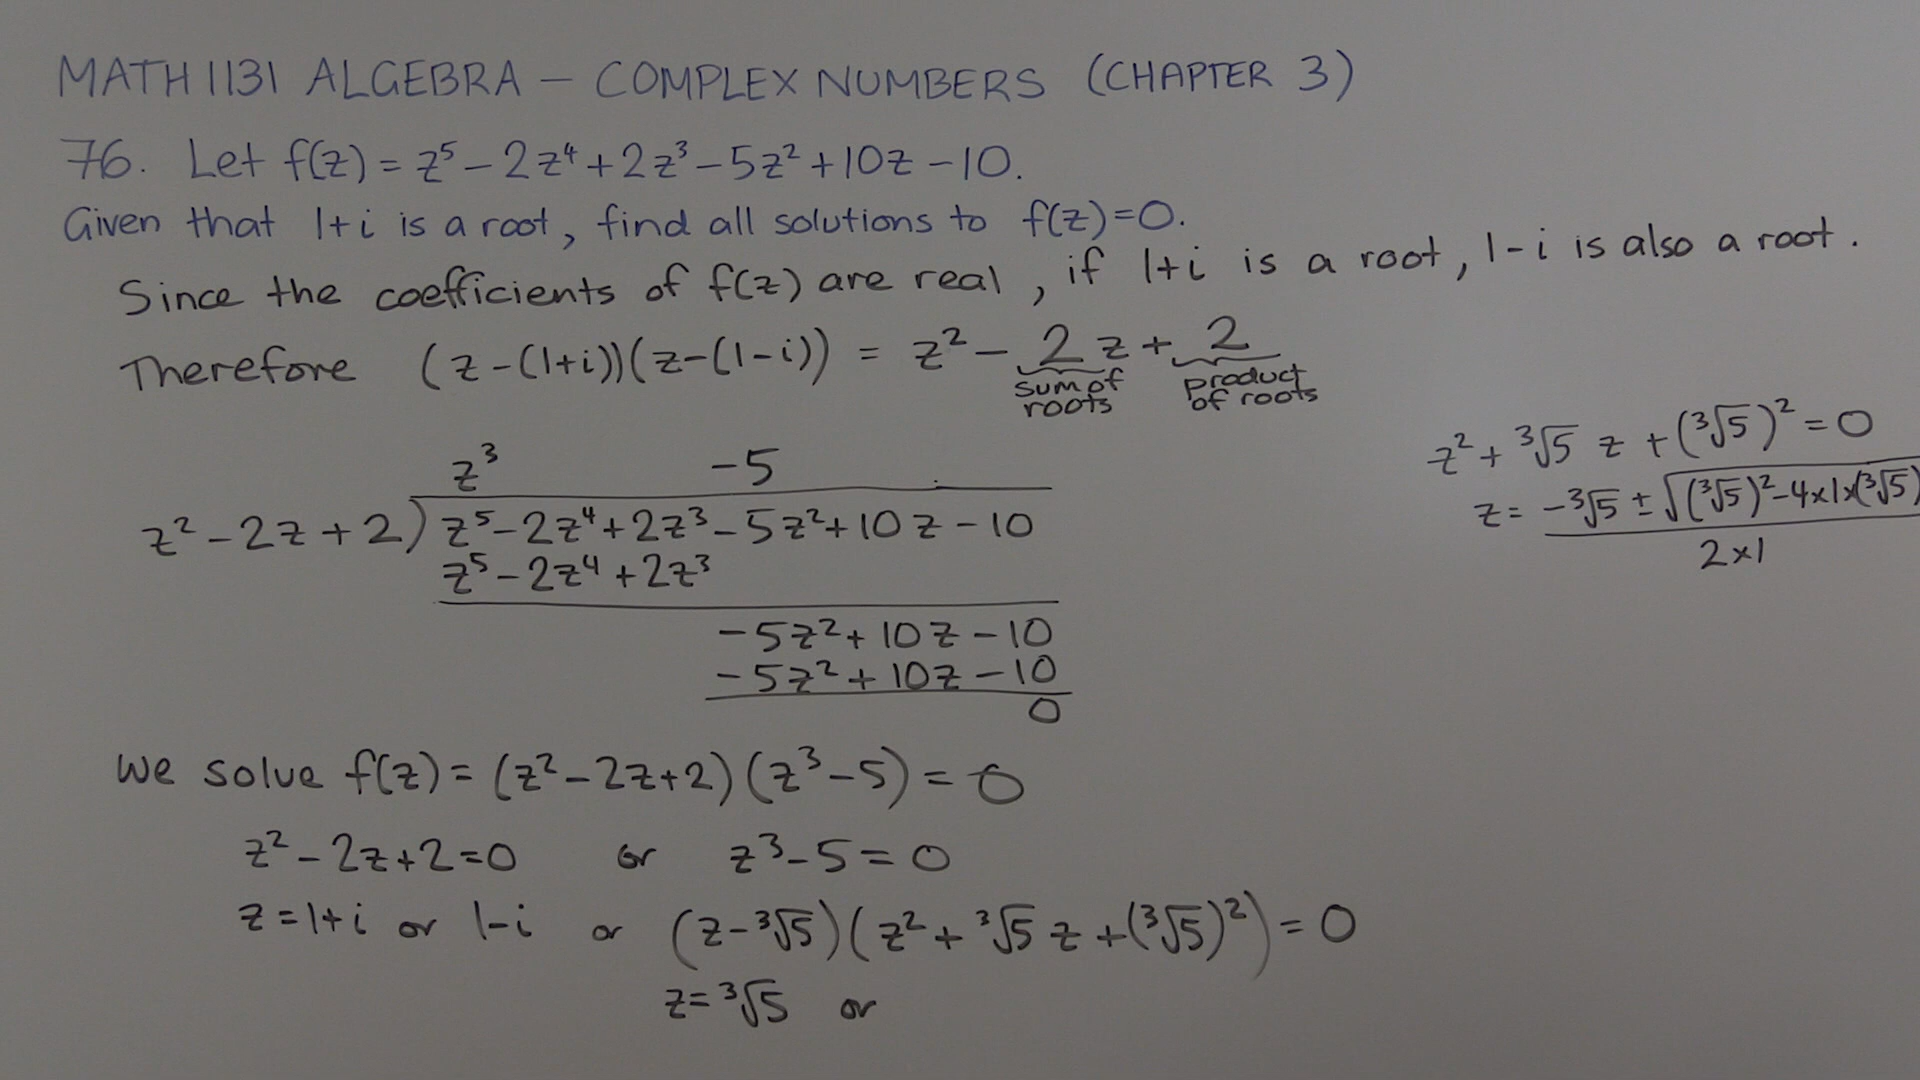 MATH1131 ALGEBRA – COMPLEX NUMBERS (CHAPTER 3)
76. Let f(z) = z⁵ – 2z⁴ + 2z³ – 5z² + 10z – 10.
Given that 1+i is a root, find all solutions to f(z)=0.
Since the coefficients of f(z) are real, if 1+i is a root, 1-i is also a root.
Therefore (z-(1+i))(z-(1-i)) = z² – 2z + 2
sum of roots
product of roots
z³ -5
z² - 2z + 2 ) z⁵ - 2z⁴ + 2z³ - 5z² + 10z - 10
z⁵ - 2z⁴ + 2z³
-5z² + 10z - 10
-5z² + 10z - 10
0
We solve f(z) = (z² - 2z + 2)(z³ - 5) = 0
z² - 2z + 2 = 0 or z³ - 5 = 0
z = 1+i or 1-i or (z - ³√5)(z² + ³√5 z + (³√5)²) = 0
z = ³√5 or
z² + ³√5 z + (³√5)² = 0
z = -³√5 ± √(³√5)² - 4×1×(³√5)
2×1